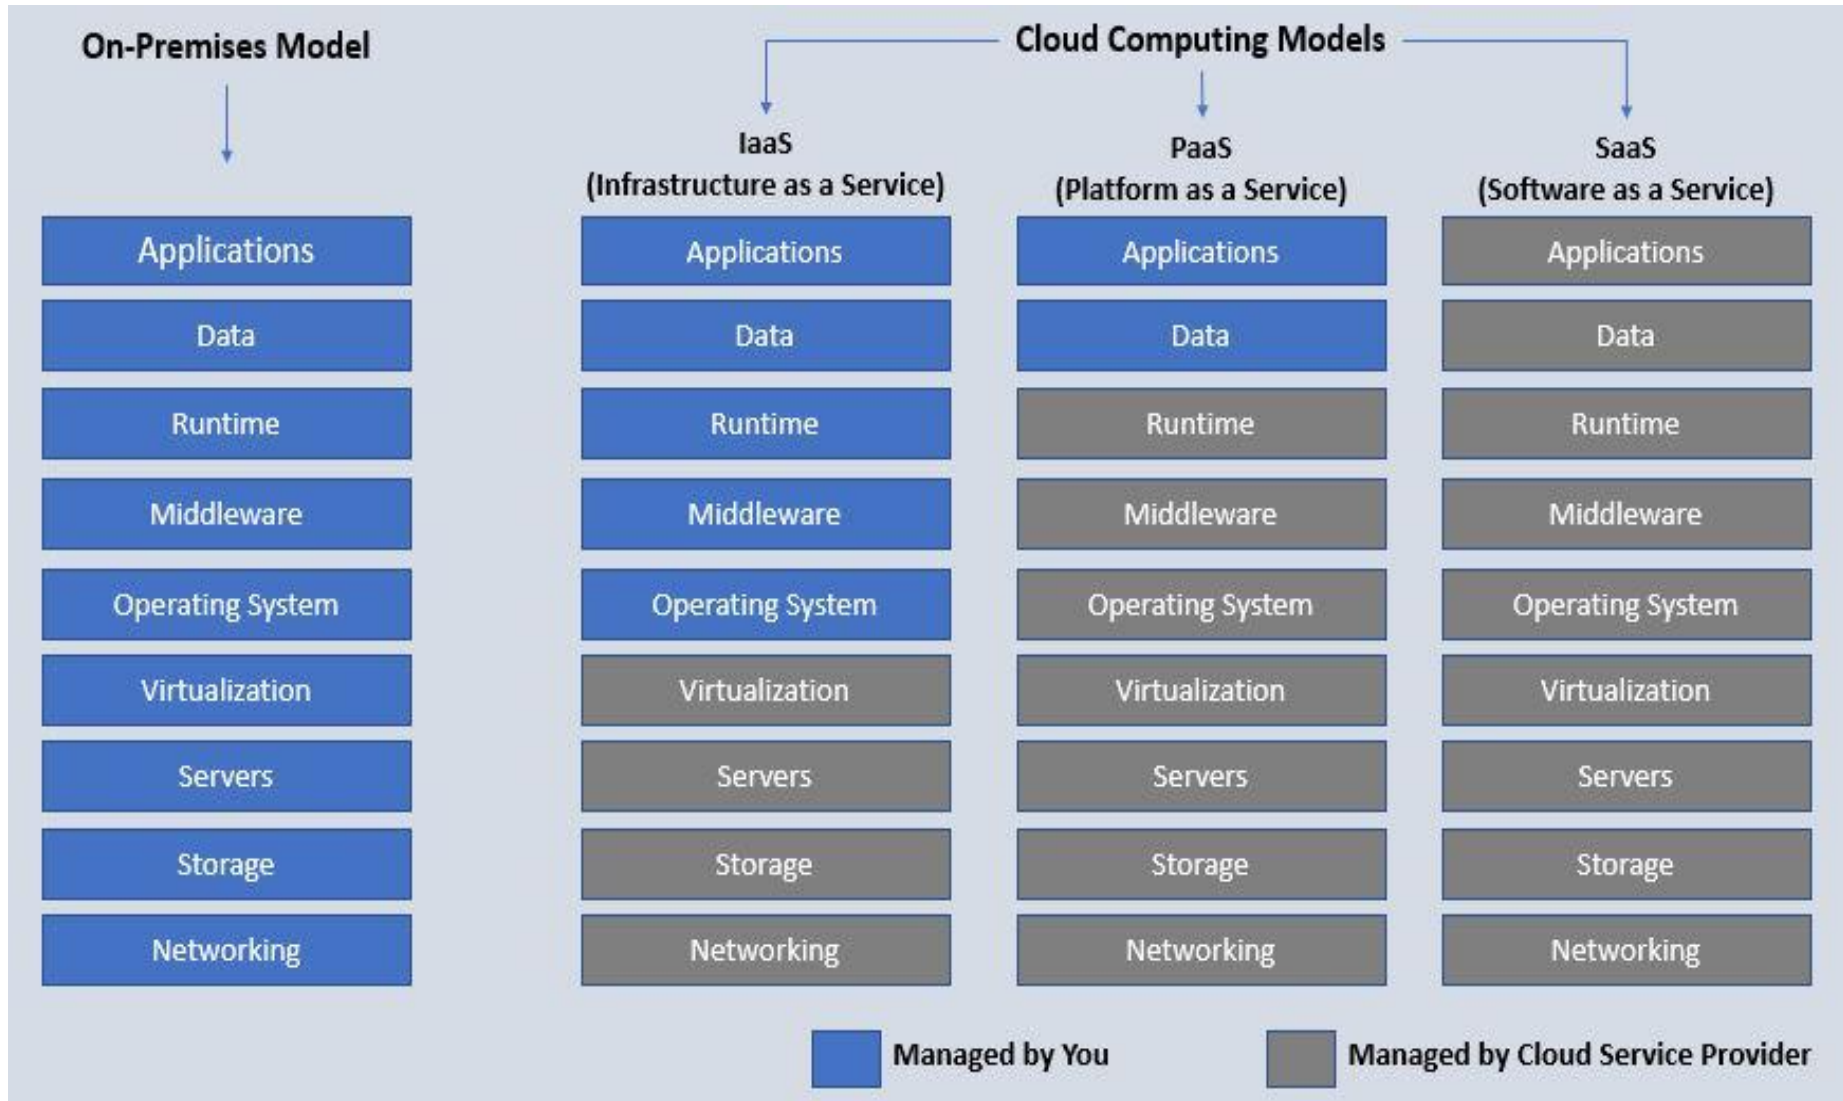 On-Premises Model
Cloud Computing Models
IaaS
(Infrastructure as a Service)
PaaS
(Platform as a Service)
SaaS
(Software as a Service)
Applications
Data
Runtime
Middleware
Operating System
Virtualization
Servers
Storage
Networking
Applications
Data
Runtime
Middleware
Operating System
Virtualization
Servers
Storage
Networking
Applications
Data
Runtime
Middleware
Operating System
Virtualization
Servers
Storage
Networking
Applications
Data
Runtime
Middleware
Operating System
Virtualization
Servers
Storage
Networking
Managed by You
Managed by Cloud Service Provider